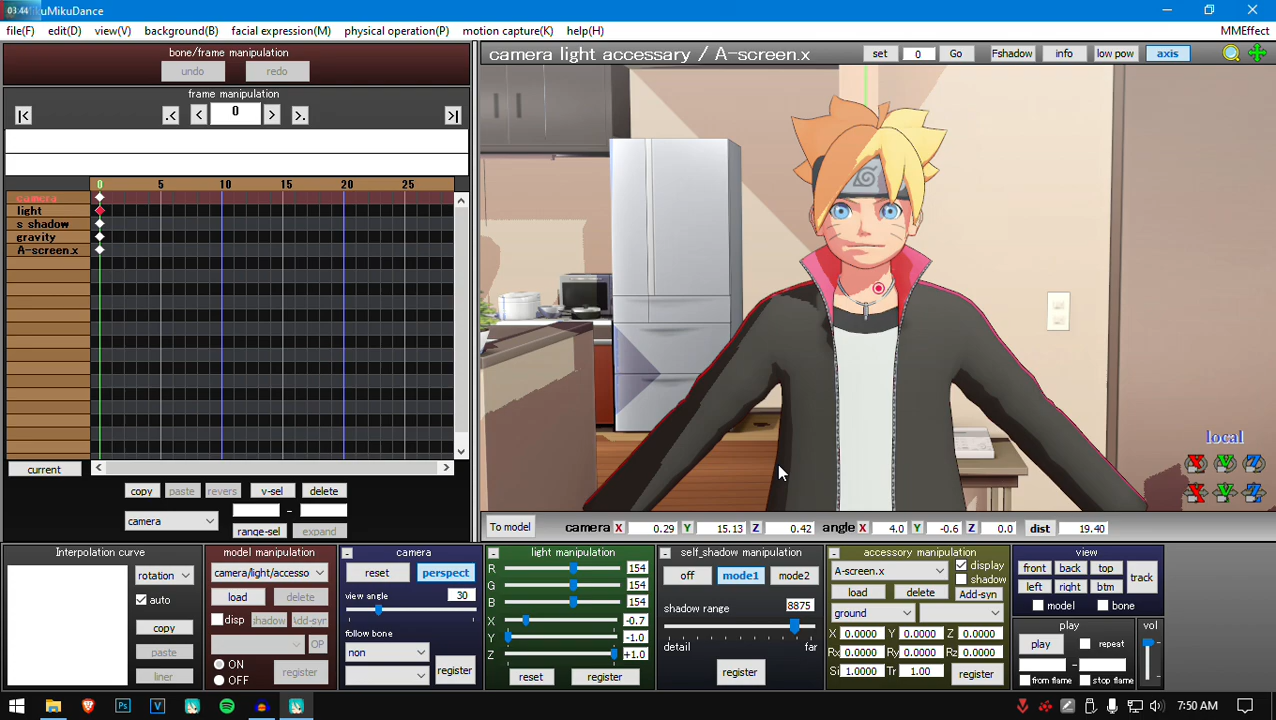 03:44
ikuMikuDance
file(F) edit(D) view(V) background(B) facial expression(M) physical operation(P) motion capture(K) help(H) MMEffect
bone/frame manipulation
undo redo
frame manipulation
|< .< < 0 > >. >|
camera light accessary / A-screen.x
set 0 Go Fshadow info low pow axis
0 5 10 15 20 25
camera
light
s shadow
gravity
A-screen.x
current
copy paste revers v-sel delete
camera -
range-sel expand
local
X Y Z
X Y Z
To model camera X 0.29 Y 15.13 Z 0.42 angle X 4.0 Y -0.6 Z 0.0 dist 19.40
Interpolation curve
rotation
auto
copy
paste
liner
model manipulation
camera/light/accesso
load delete
disp shadow Add-syn
OP
ON
OFF
register
camera
reset perspect
view angle 30
follow bone
non
register
light manipulation
R 154
G 154
B 154
X -0.7
Y -1.0
Z +1.0
reset register
self_shadow manipulation
off mode1 mode2
shadow range 8875
detail far
register
accessory manipulation
A-screen.x display
shadow
load delete Add-syn
ground
X 0.0000 Y 0.0000 Z 0.0000
Rx 0.0000 Ry 0.0000 Rz 0.0000
Si 1.0000 Tr 1.00 register
view
front back top
left right btm
track
model bone
play
play repeat
-
from flame stop flame
vol
Ps V
7:50 AM